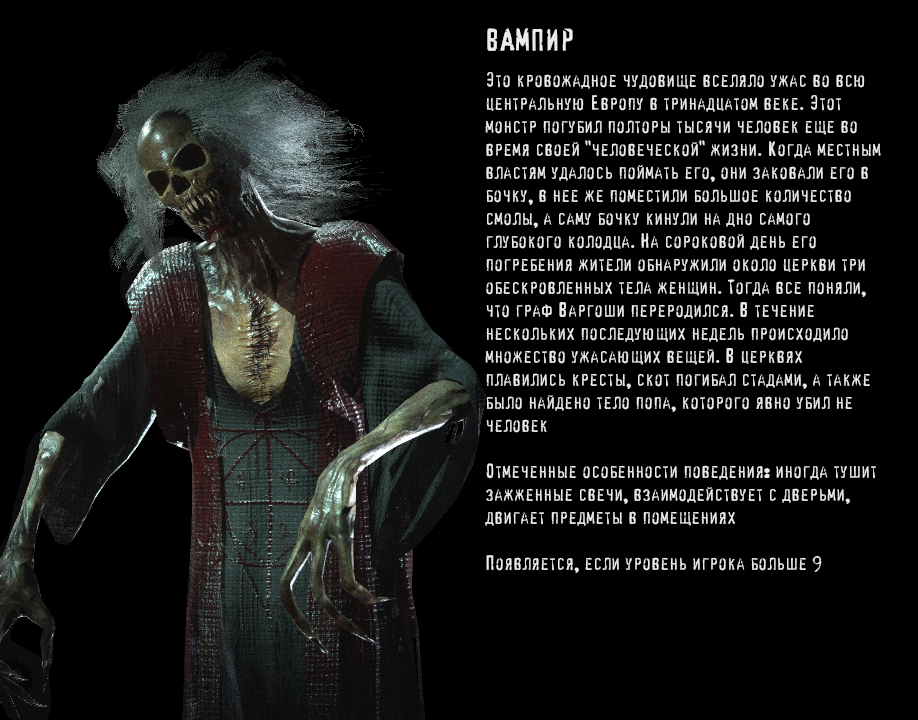 ВАМПИР
Это кровожадное чудовище вселяло ужас во всю
центральную Европу в тринадцатом веке. Этот
монстр погубил полторы тысячи человек еще во
время своей "человеческой" жизни. Когда местным
властям удалось поймать его, они заковали его в
бочку, в нее же поместили большое количество
смолы, а саму бочку кинули на дно самого
глубокого колодца. На сороковой день его
погребения жители обнаружили около церкви три
обескровленных тела женщин. Тогда все поняли,
что граф Варгоши переродился. В течение
нескольких последующих недель происходило
множество ужасающих вещей. В церквях
плавились кресты, скот погибал стадами, а также
было найдено тело попа, которого явно убил не
человек
Отмеченные особенности поведения: иногда тушит
зажженные свечи, взаимодействует с дверьми,
двигает предметы в помещениях
Появляется, если уровень игрока больше 9